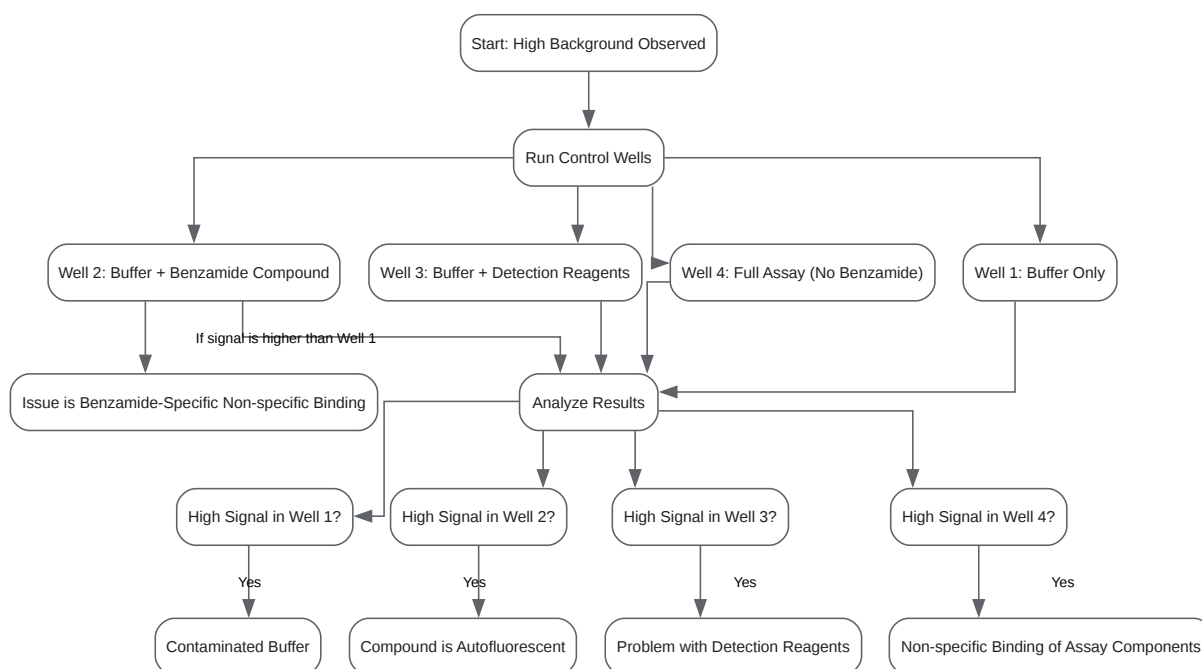 Start: High Background Observed
Run Control Wells
Well 2: Buffer + Benzamide Compound
Well 3: Buffer + Detection Reagents
Well 4: Full Assay (No Benzamide)
Well 1: Buffer Only
If signal is higher than Well 1
Issue is Benzamide-Specific Non-specific Binding
Analyze Results
High Signal in Well 1?
High Signal in Well 2?
High Signal in Well 3?
High Signal in Well 4?
Yes
Yes
Yes
Yes
Contaminated Buffer
Compound is Autofluorescent
Problem with Detection Reagents
Non-specific Binding of Assay Components